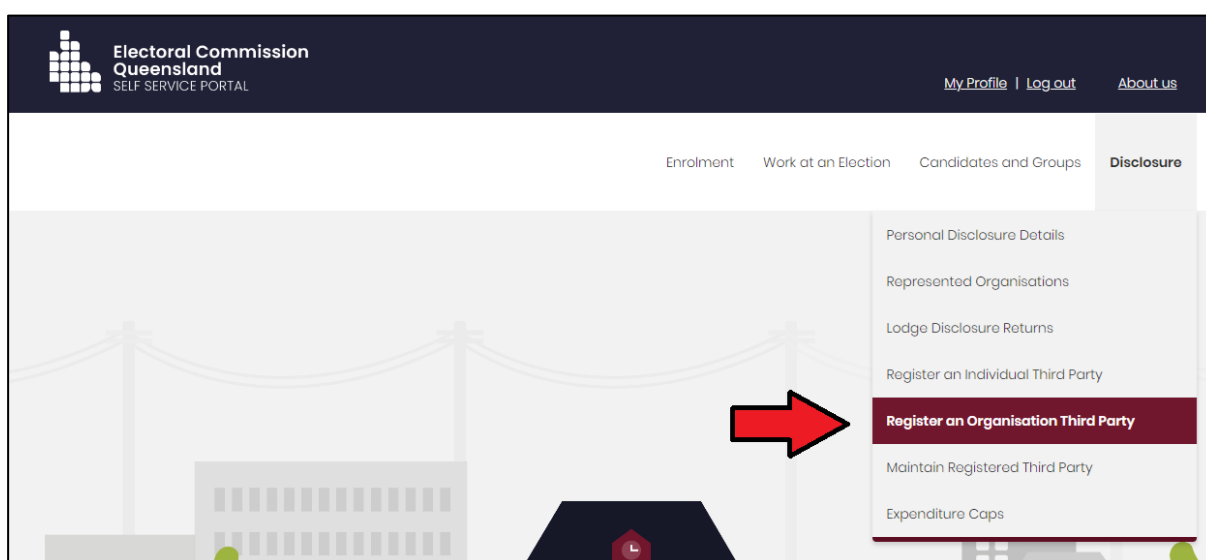 Electoral Commission
Queensland
SELF SERVICE PORTAL
My Profile | Log out About us
Enrolment Work at an Election Candidates and Groups Disclosure
Personal Disclosure Details
Represented Organisations
Lodge Disclosure Returns
Register an Individual Third Party
Register an Organisation Third Party
Maintain Registered Third Party
Expenditure Caps